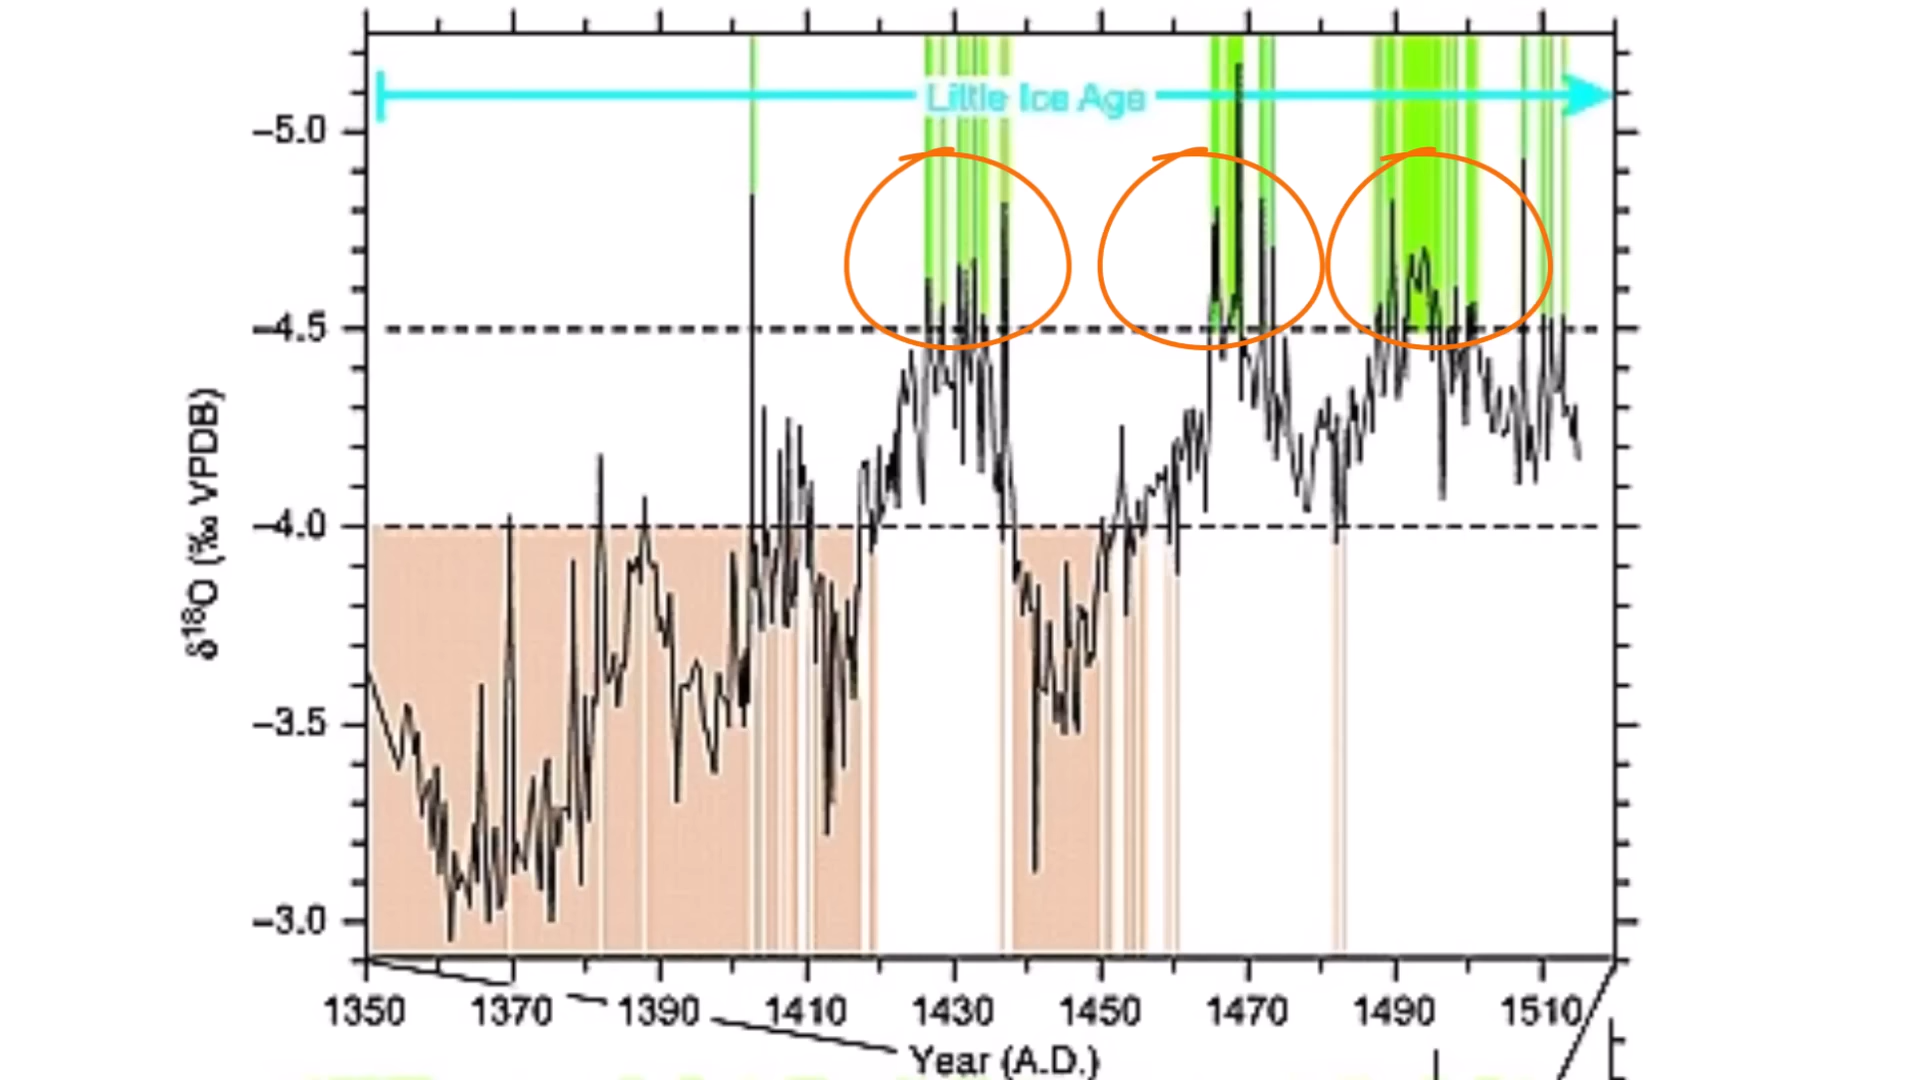 Little Ice Age
–5.0
–4.5
–4.0
–3.5
–3.0
δ¹⁸O (‰ VPDB)
1350 1370 1390 1410 1430 1450 1470 1490 1510
Year (A.D.)